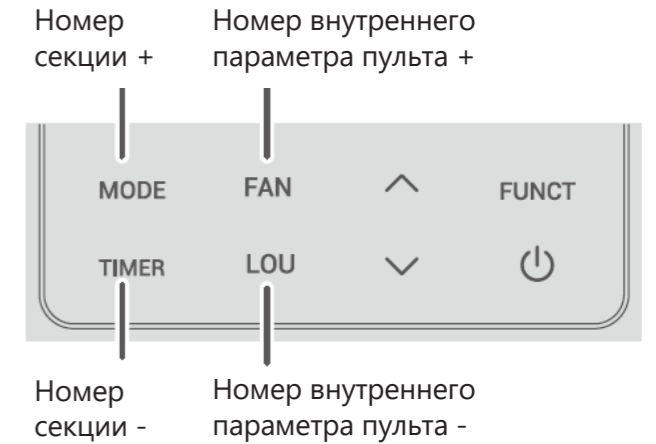 Номер
секции +
Номер внутреннего
параметра пульта +
MODE FAN FUNCT
TIMER LOU
Номер
секции -
Номер внутреннего
параметра пульта -